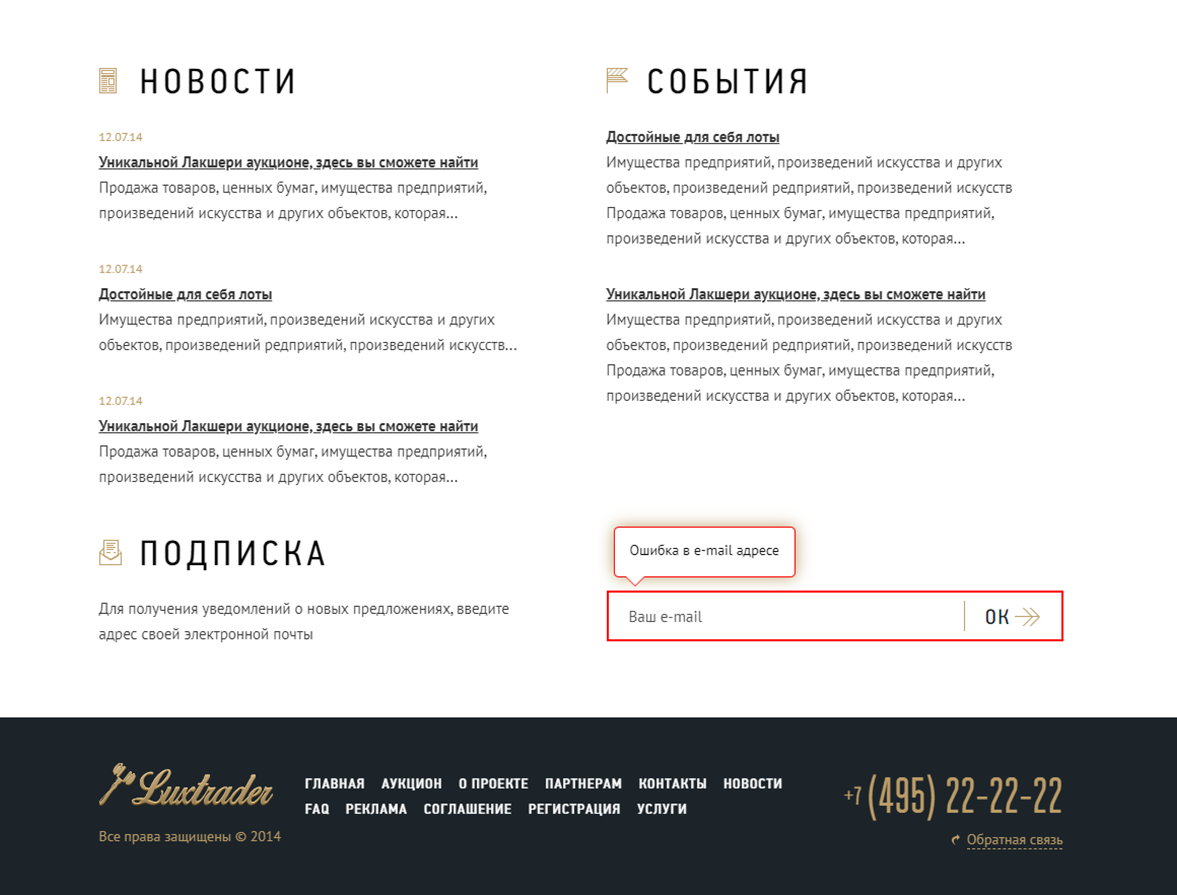 НОВОСТИ
12.07.14
Уникальной Лакшери аукционе, здесь вы сможете найти
Продажа товаров, ценных бумаг, имущества предприятий,
произведений искусства и других объектов, которая...
12.07.14
Достойные для себя лоты
Имущества предприятий, произведений искусства и других
объектов, произведений редприятий, произведений искусств...
12.07.14
Уникальной Лакшери аукционе, здесь вы сможете найти
Продажа товаров, ценных бумаг, имущества предприятий,
произведений искусства и других объектов, которая...
СОБЫТИЯ
Достойные для себя лоты
Имущества предприятий, произведений искусства и других
объектов, произведений редприятий, произведений искусств
Продажа товаров, ценных бумаг, имущества предприятий,
произведений искусства и других объектов, которая...
Уникальной Лакшери аукционе, здесь вы сможете найти
Имущества предприятий, произведений искусства и других
объектов, произведений редприятий, произведений искусств
Продажа товаров, ценных бумаг, имущества предприятий,
произведений искусства и других объектов, которая...
ПОДПИСКА
Для получения уведомлений о новых предложениях, введите
адрес своей электронной почты
Ошибка в e-mail адресе
Ваш e-mail
ОК
Luxtrader
Все права защищены © 2014
ГЛАВНАЯ АУКЦИОН О ПРОЕКТЕ ПАРТНЕРАМ КОНТАКТЫ НОВОСТИ
FAQ РЕКЛАМА СОГЛАШЕНИЕ РЕГИСТРАЦИЯ УСЛУГИ
+7 (495) 22-22-22
Обратная связь